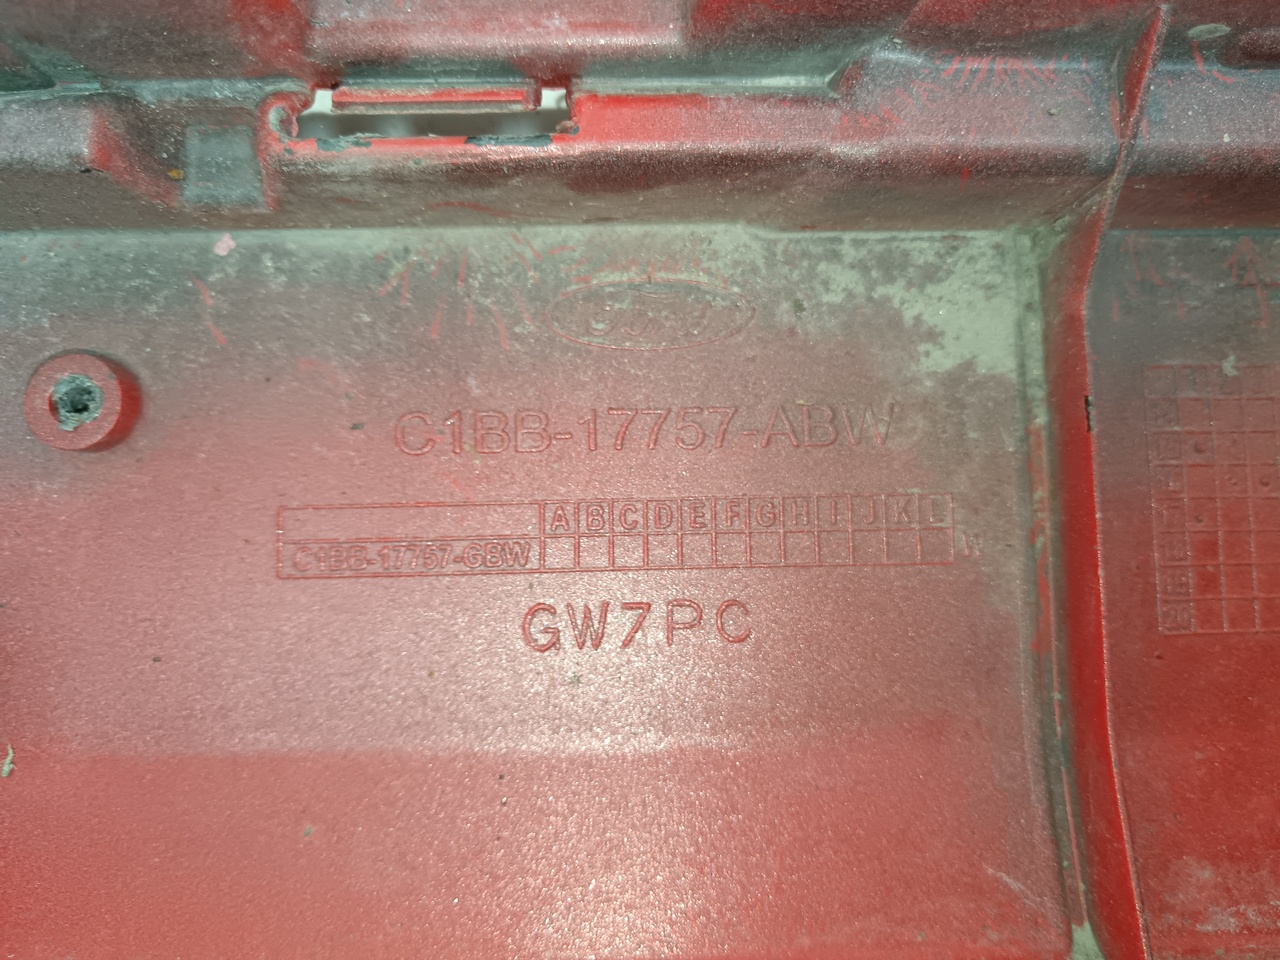 Ford
C1BB-17757-ABW
A B C D E F G H I J K L
C1BB-17757-GBW
W
GW7PC